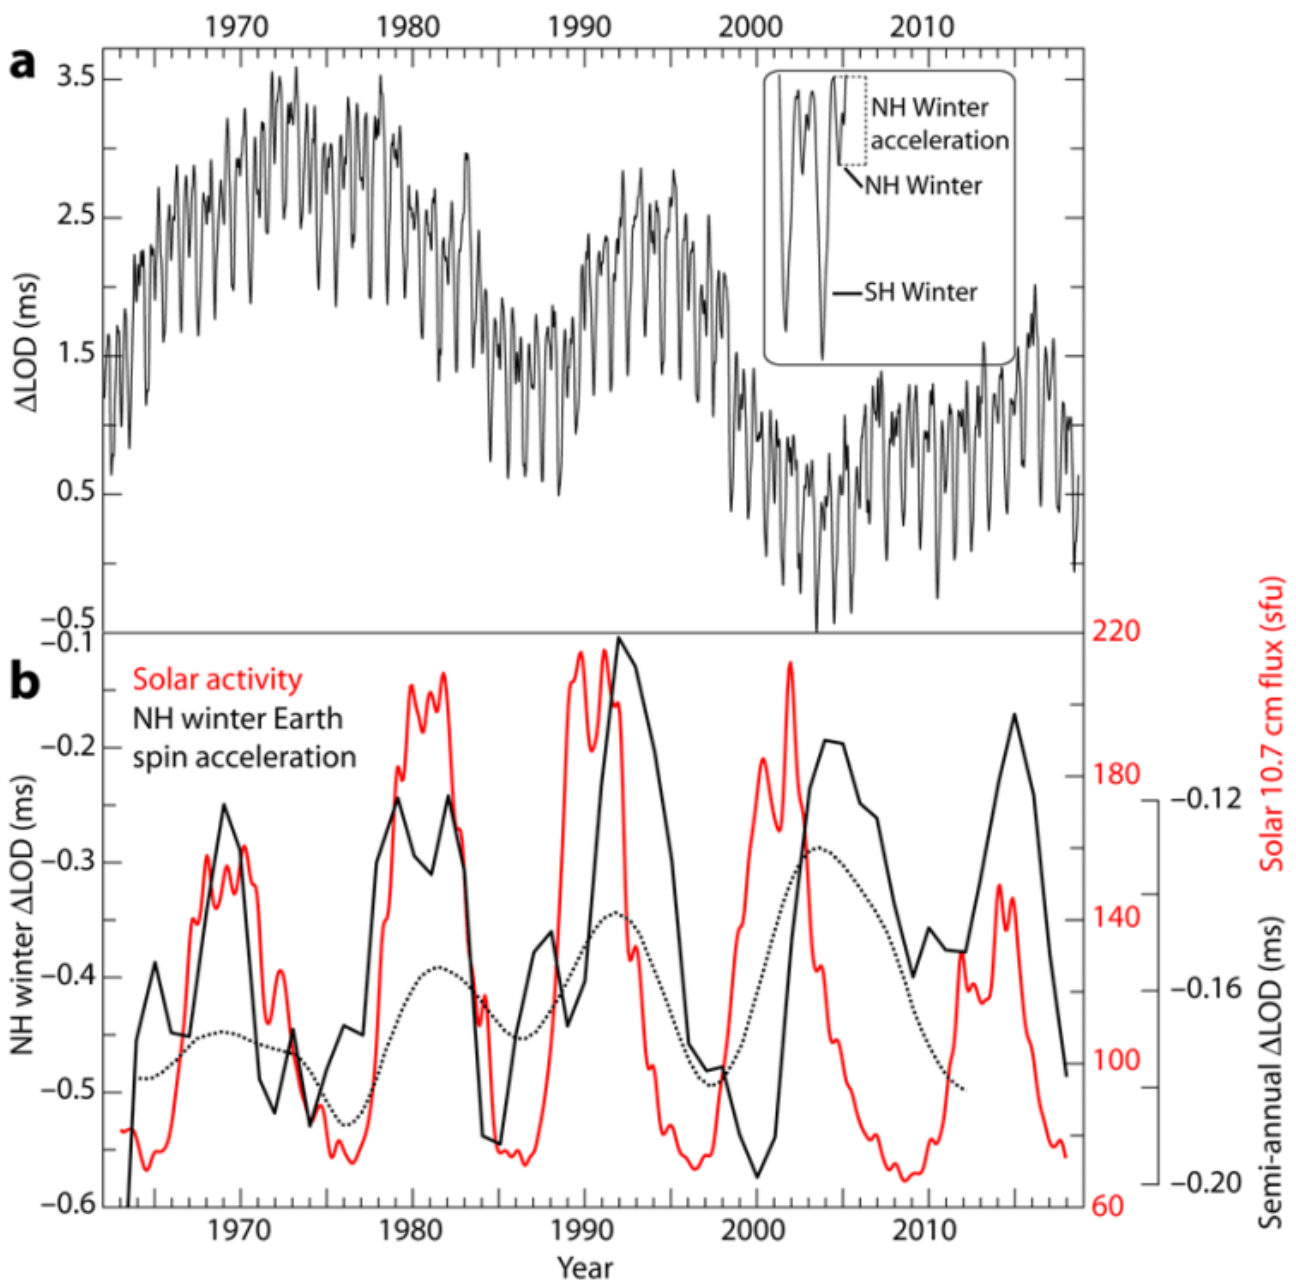 1970 1980 1990 2000 2010
a
3.5
2.5
1.5
0.5
−0.5
ΔLOD (ms)
NH Winter
acceleration
NH Winter
SH Winter
b
Solar activity
NH winter Earth
spin acceleration
−0.1
−0.2
−0.3
−0.4
−0.5
−0.6
NH winter ΔLOD (ms)
220
180
140
100
60
Solar 10.7 cm flux (sfu)
−0.12
−0.16
−0.20
Semi-annual ΔLOD (ms)
1970 1980 1990 2000 2010
Year